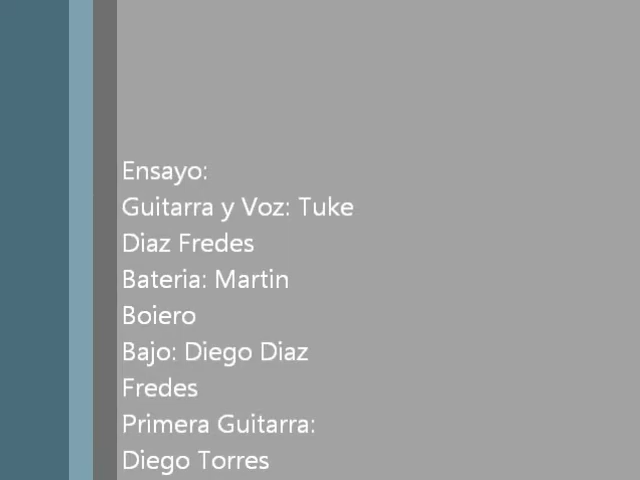 Ensayo:
Guitarra y Voz: Tuke
Diaz Fredes
Bateria: Martin
Boiero
Bajo: Diego Diaz
Fredes
Primera Guitarra:
Diego Torres